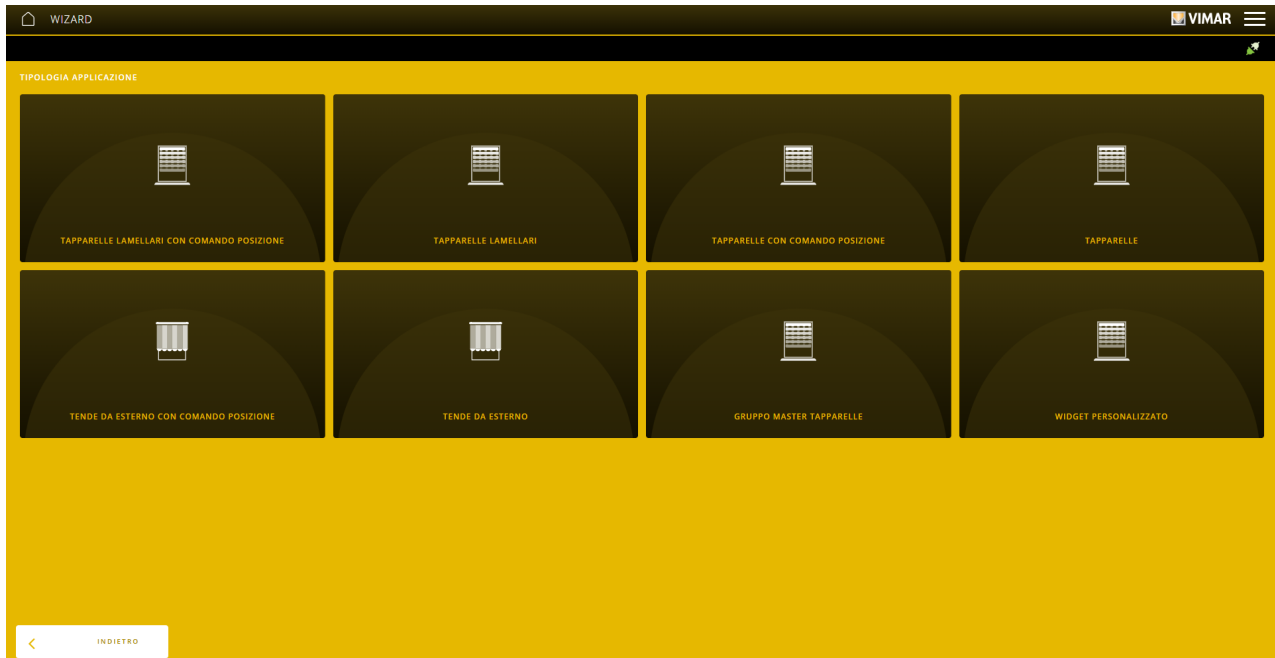 WIZARD
VIMAR
TIPOLOGIA APPLICAZIONE
TAPPARELLE LAMELLARI CON COMANDO POSIZIONE
TAPPARELLE LAMELLARI
TAPPARELLE CON COMANDO POSIZIONE
TAPPARELLE
TENDE DA ESTERNO CON COMANDO POSIZIONE
TENDE DA ESTERNO
GRUPPO MASTER TAPPARELLE
WIDGET PERSONALIZZATO
INDIETRO